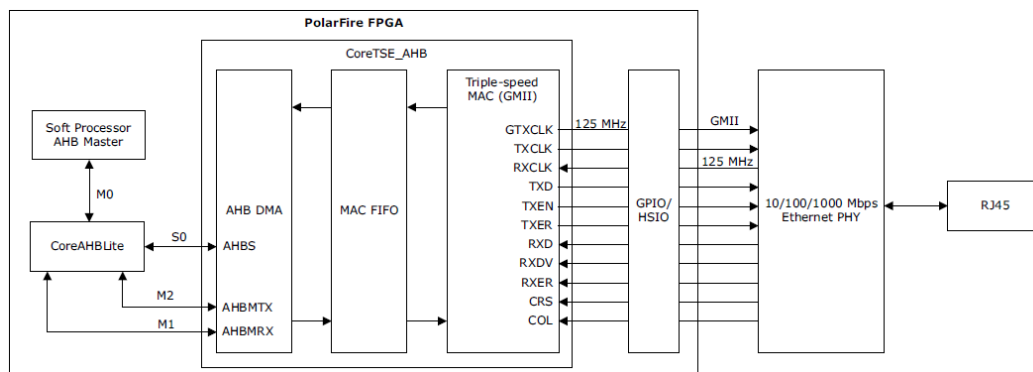 PolarFire FPGA
CoreTSE_AHB
Soft Processor
AHB Master
M0
CoreAHBLite
S0
M2
M1
AHB DMA
AHBS
AHBMTX
AHBMRX
MAC FIFO
Triple-speed
MAC (GMII)
GTXCLK
TXCLK
RXCLK
TXD
TXEN
TXER
RXD
RXDV
RXER
CRS
COL
125 MHz
GPIO/
HSIO
GMII
125 MHz
10/100/1000 Mbps
Ethernet PHY
RJ45